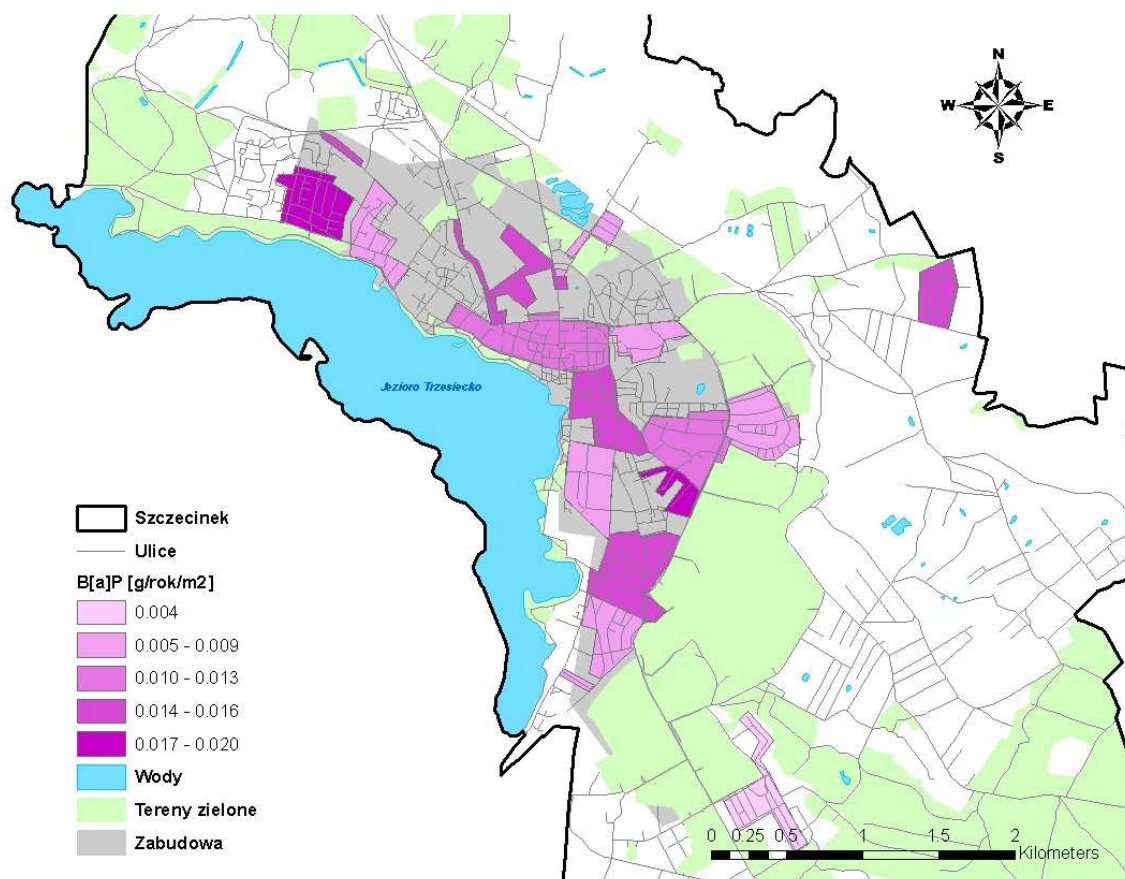 N
W E
S
Jezioro Trzesiecko
Szczecinek
Ulice
B[a]P [g/rok/m2]
0.004
0.005 - 0.009
0.010 - 0.013
0.014 - 0.016
0.017 - 0.020
Wody
Tereny zielone
Zabudowa
0 0.25 0.5 1 1.5 2
Kilometers